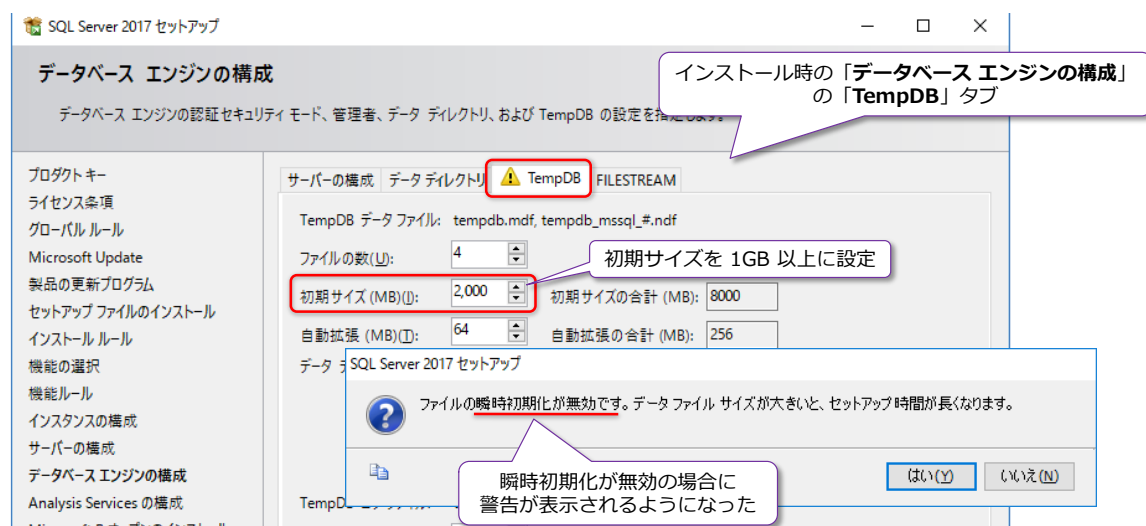 SQL Server 2017 セットアップ
データベース エンジンの構成
データベース エンジンの認証セキュリティ モード、管理者、データ ディレクトリ、および TempDB の設定を指定します。
インストール時の「データベース エンジンの構成」
の「TempDB」タブ
プロダクト キー
ライセンス条項
グローバル ルール
Microsoft Update
製品の更新プログラム
セットアップ ファイルのインストール
インストール ルール
機能の選択
機能ルール
インスタンスの構成
サーバーの構成
データベース エンジンの構成
Analysis Services の構成
サーバーの構成 データ ディレクトリ TempDB FILESTREAM
TempDB データ ファイル: tempdb.mdf, tempdb_mssql_#.ndf
ファイルの数(U): 4
初期サイズを 1GB 以上に設定
初期サイズ (MB)(I): 2,000 初期サイズの合計 (MB): 8000
自動拡張 (MB)(T): 64 自動拡張の合計 (MB): 256
データ
SQL Server 2017 セットアップ
ファイルの瞬時初期化が無効です。データ ファイル サイズが大きいと、セットアップ時間が長くなります。
はい(Y) いいえ(N)
瞬時初期化が無効の場合に
警告が表示されるようになった